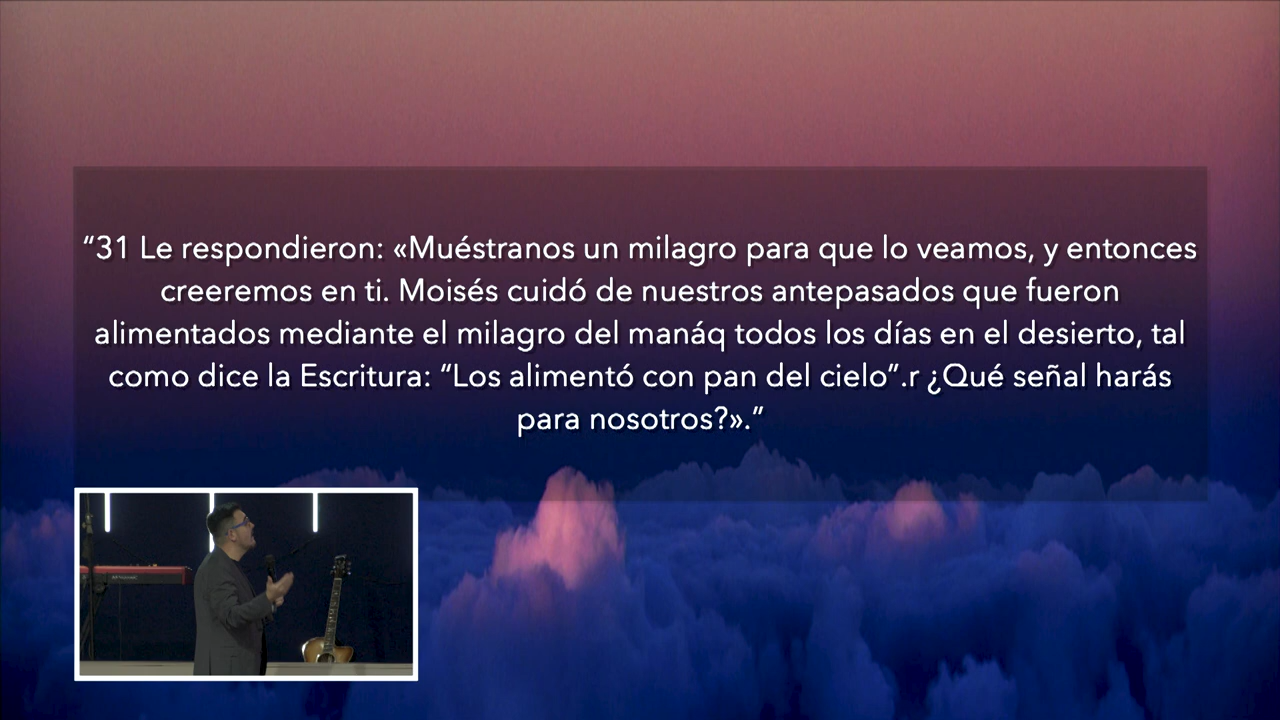 “31 Le respondieron: «Muéstranos un milagro para que lo veamos, y entonces
creeremos en ti. Moisés cuidó de nuestros antepasados que fueron
alimentados mediante el milagro del manáq todos los días en el desierto, tal
como dice la Escritura: “Los alimentó con pan del cielo”.r ¿Qué señal harás
para nosotros?».”